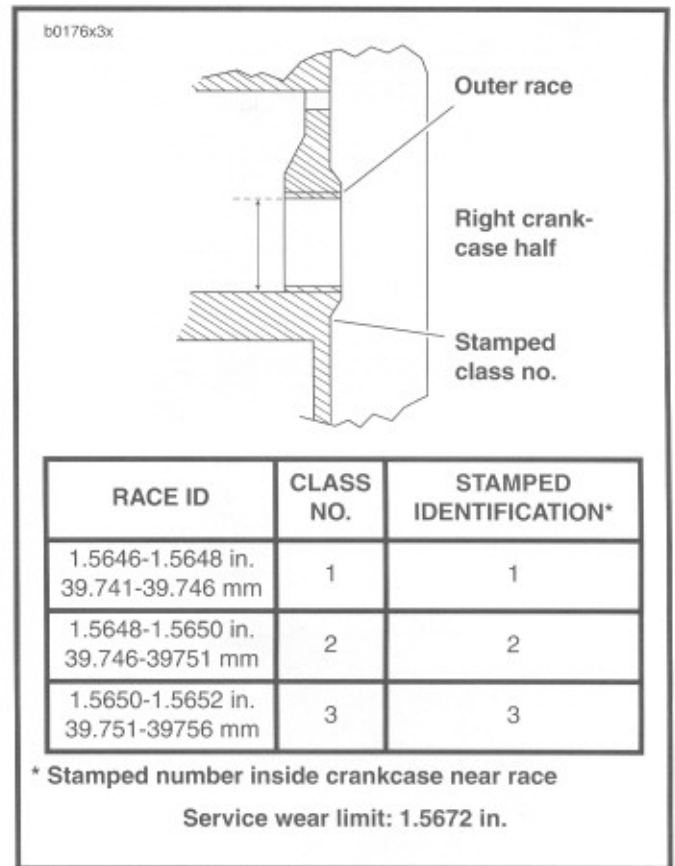 b0176x3x
Outer race
Right crank-
case half
Stamped
class no.
RACE ID
CLASS
NO.
STAMPED
IDENTIFICATION*
1.5646-1.5648 in.
39.741-39.746 mm
1
1
1.5648-1.5650 in.
39.746-39751 mm
2
2
1.5650-1.5652 in.
39.751-39756 mm
3
3
* Stamped number inside crankcase near race
Service wear limit: 1.5672 in.